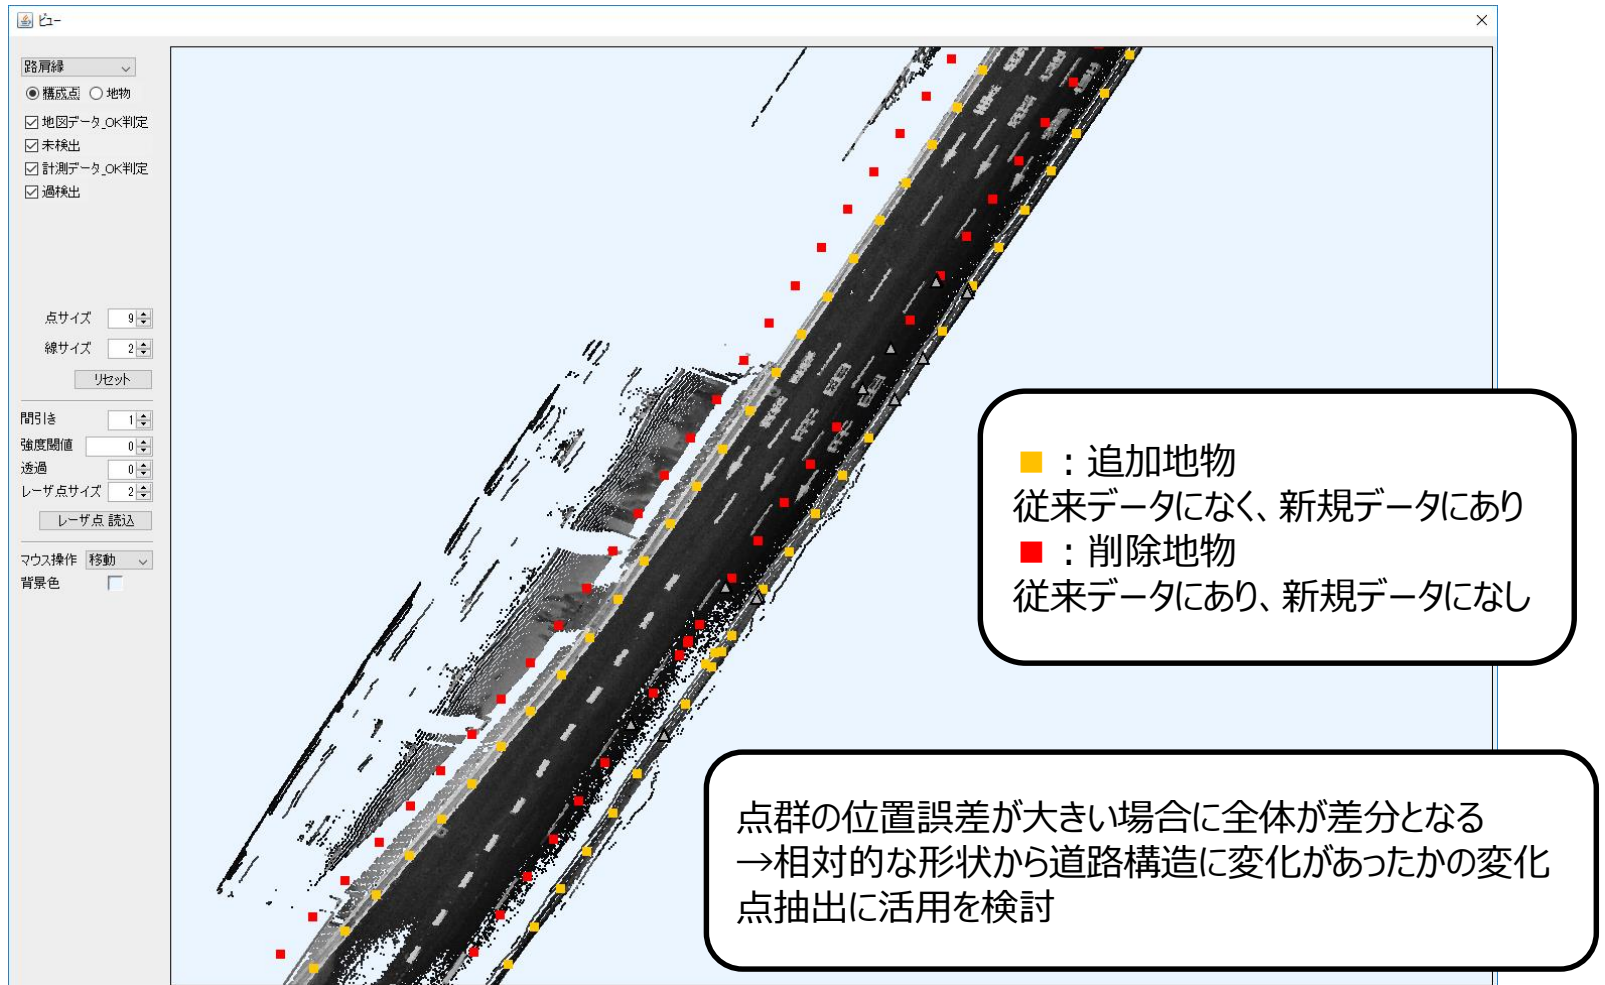 ビュー
路肩縁
構成点 地物
地図データ_OK判定
未検出
計測データ_OK判定
過検出
点サイズ 9
線サイズ 2
リセット
間引き 1
強度閾値 0
透過 0
レーザ点サイズ 2
レーザ点 読込
マウス操作 移動
背景色
■：追加地物
従来データになく、新規データにあり
■：削除地物
従来データにあり、新規データになし
点群の位置誤差が大きい場合に全体が差分となる
→相対的な形状から道路構造に変化があったかの変化
点抽出に活用を検討